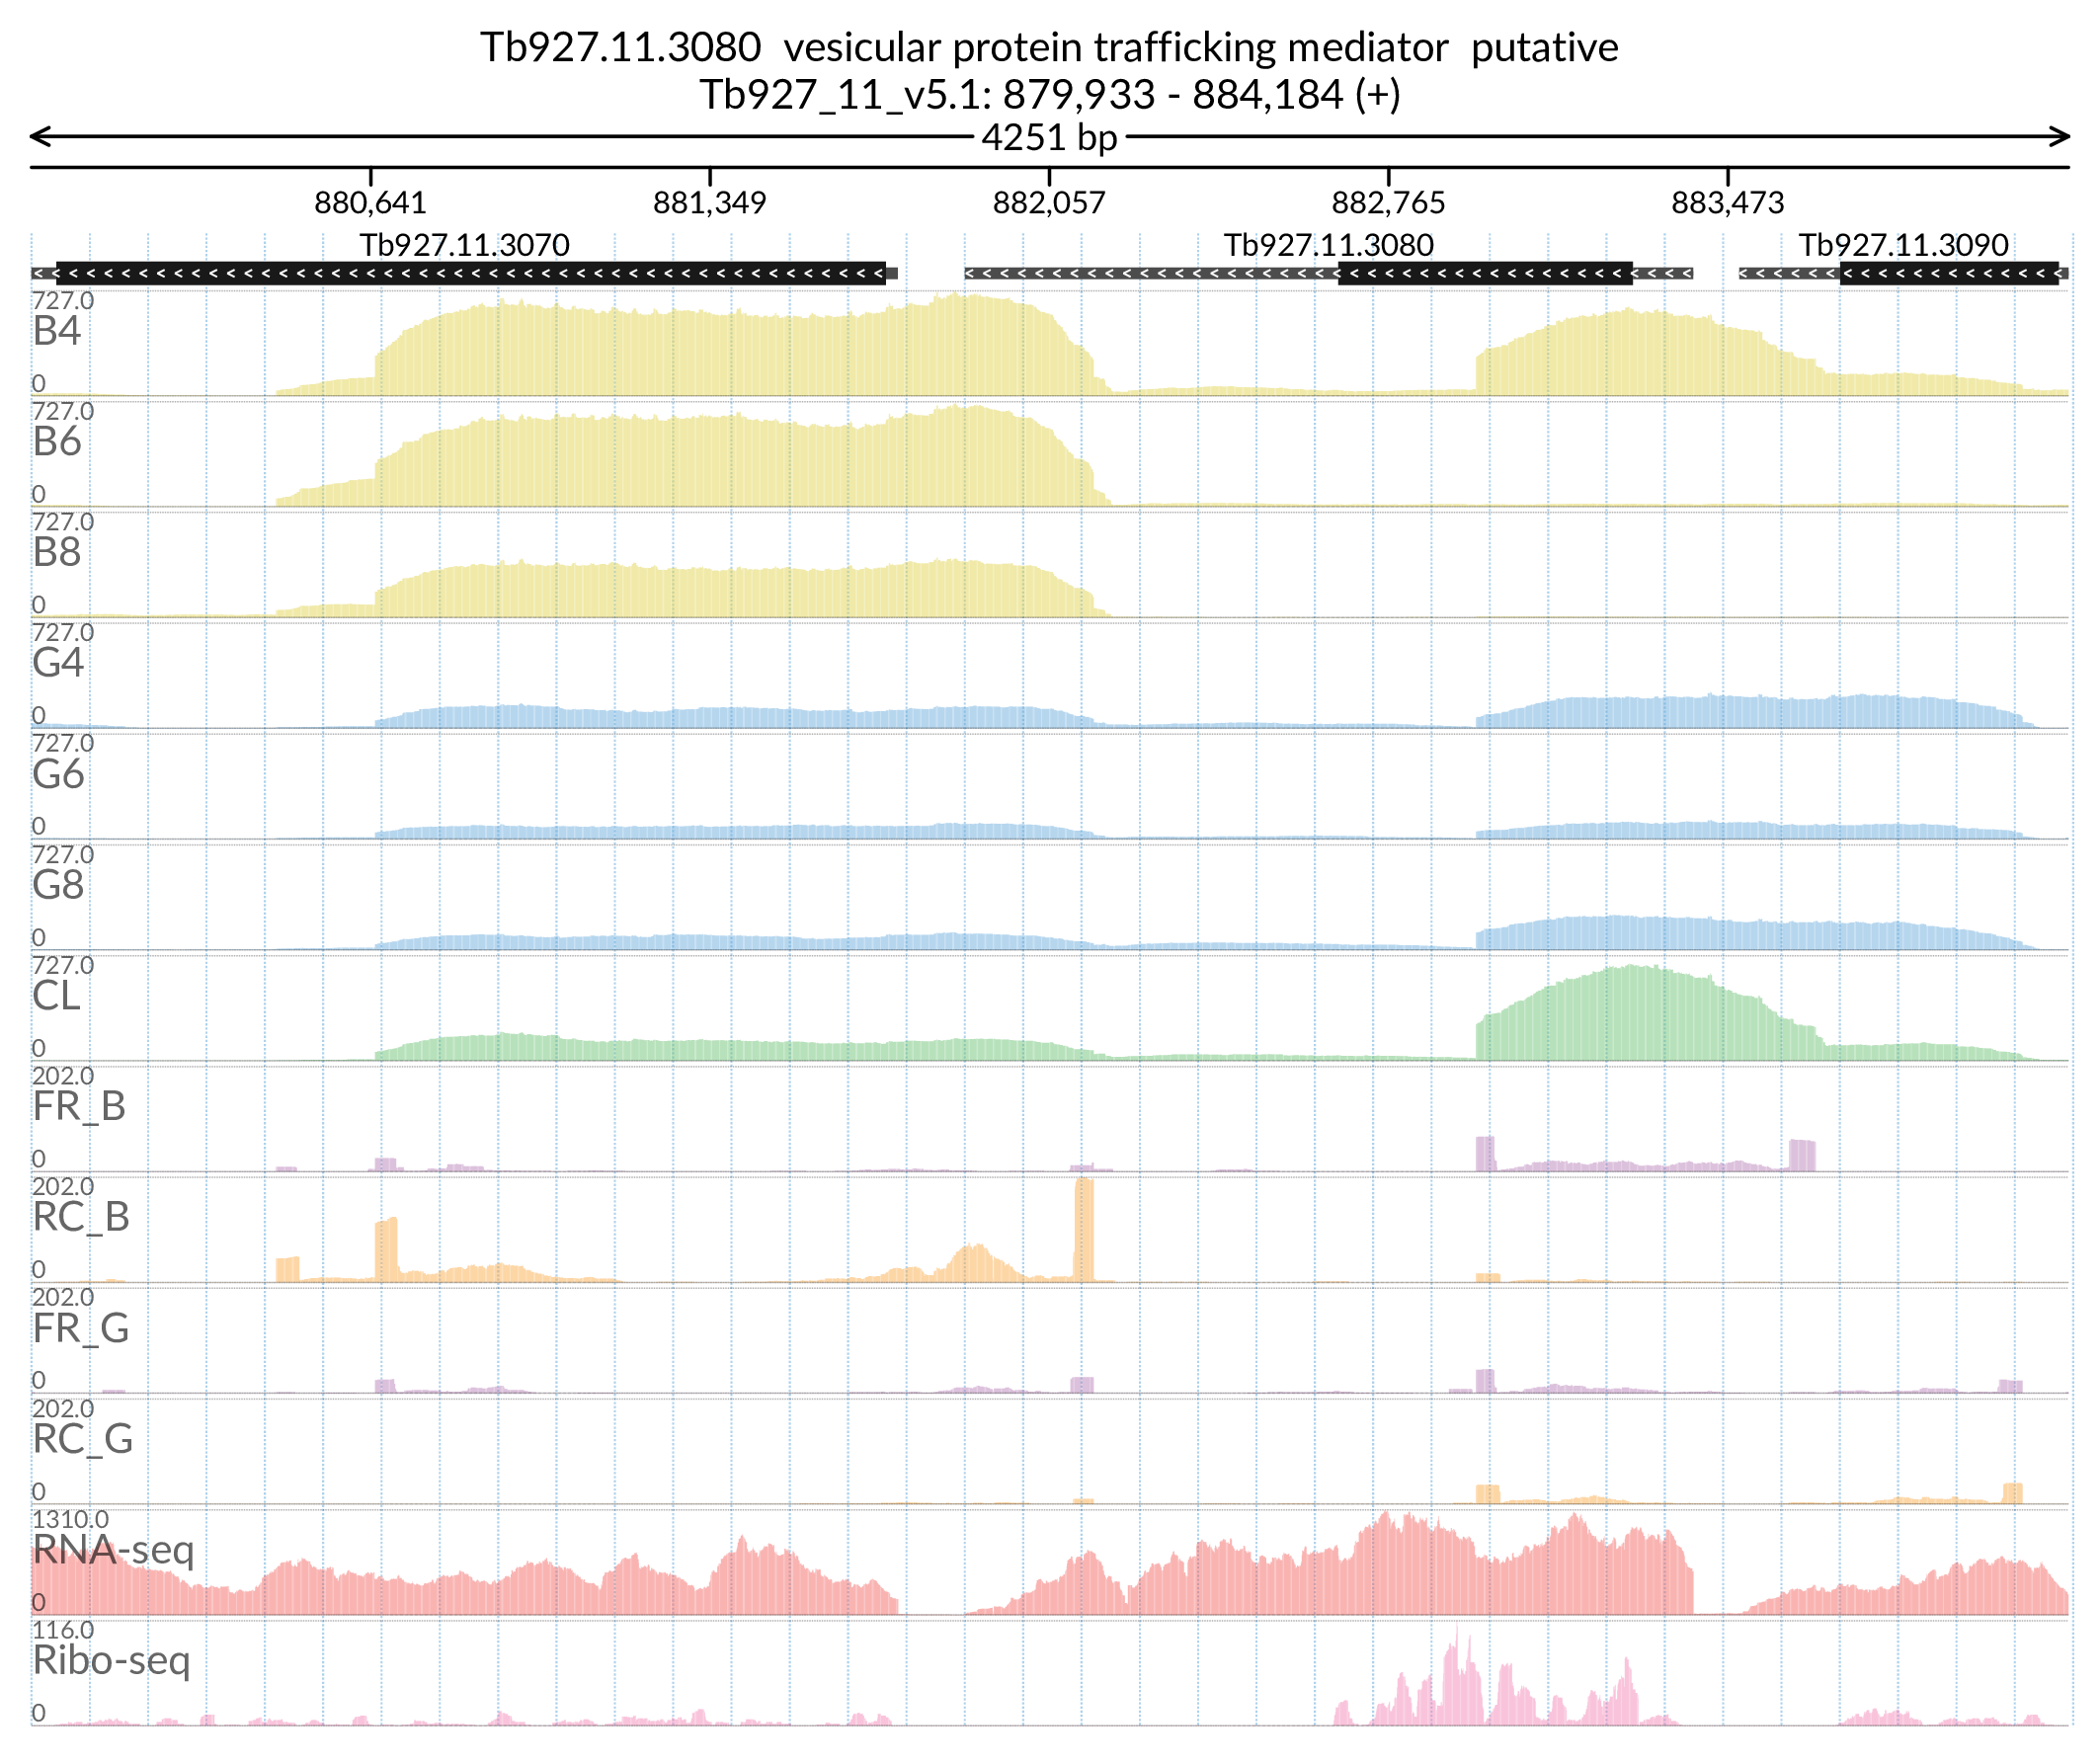 Tb927.11.3080  vesicular protein trafficking mediator  putative
Tb927_11_v5.1: 879,933 - 884,184 (+)
4251 bp
880,641 881,349 882,057 882,765 883,473
Tb927.11.3070 Tb927.11.3080 Tb927.11.3090
727.0
B4
0
727.0
B6
0
727.0
B8
0
727.0
G4
0
727.0
G6
0
727.0
G8
0
727.0
CL
0
202.0
FR_B
0
202.0
RC_B
0
202.0
FR_G
0
202.0
RC_G
0
1310.0
RNA-seq
0
116.0
Ribo-seq
0